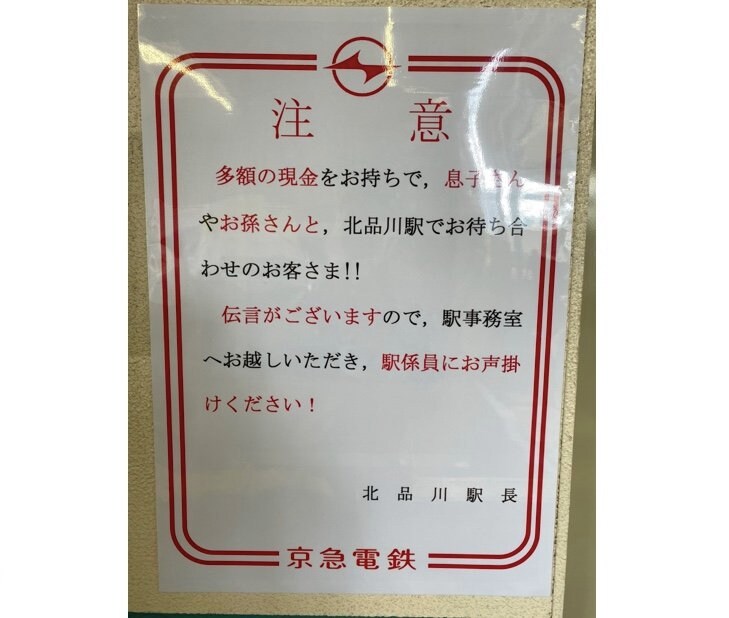 注　意
多額の現金をお持ちで，息子さん
やお孫さんと，北品川駅でお待ち合
わせのお客さま!!
伝言がございますので，駅事務室
へお越しいただき，駅係員にお声掛
けください！
北品川駅長
京急電鉄